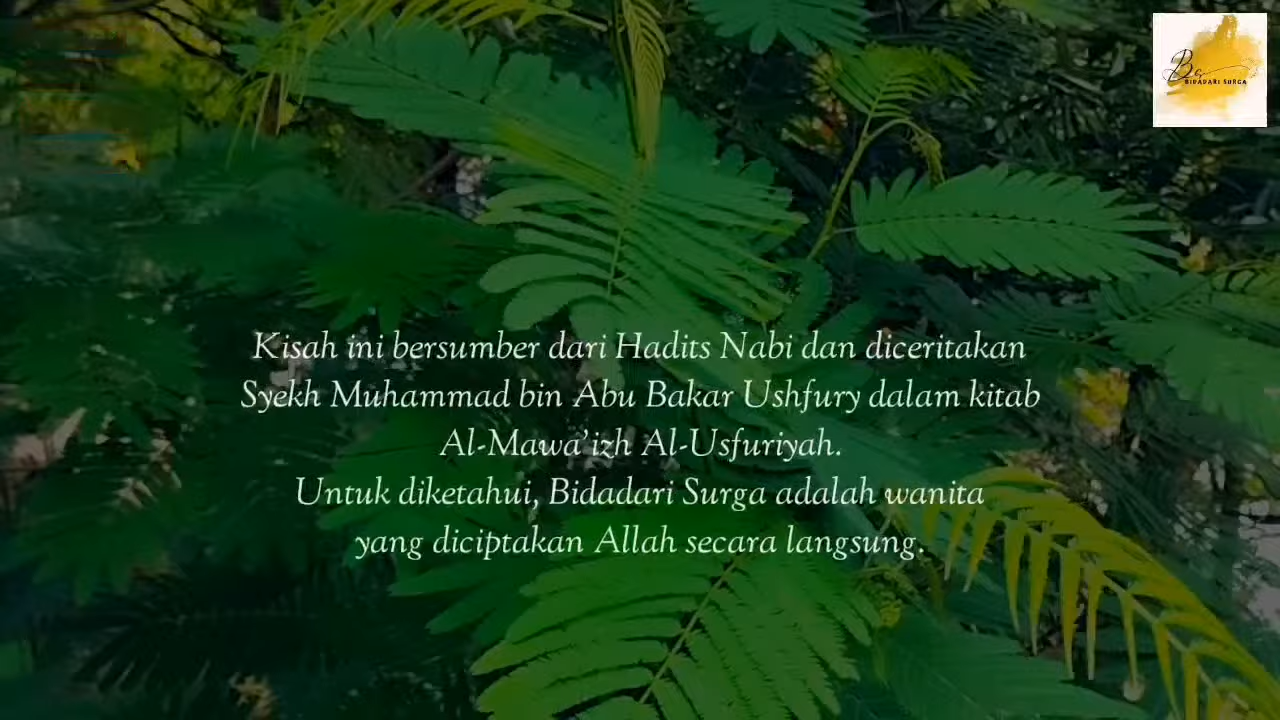 Bs
BIDADARI SURGA
Kisah ini bersumber dari Hadits Nabi dan diceritakan
Syekh Muhammad bin Abu Bakar Ushfury dalam kitab
Al-Mawa'izh Al-Usfuriyah.
Untuk diketahui, Bidadari Surga adalah wanita
yang diciptakan Allah secara langsung.